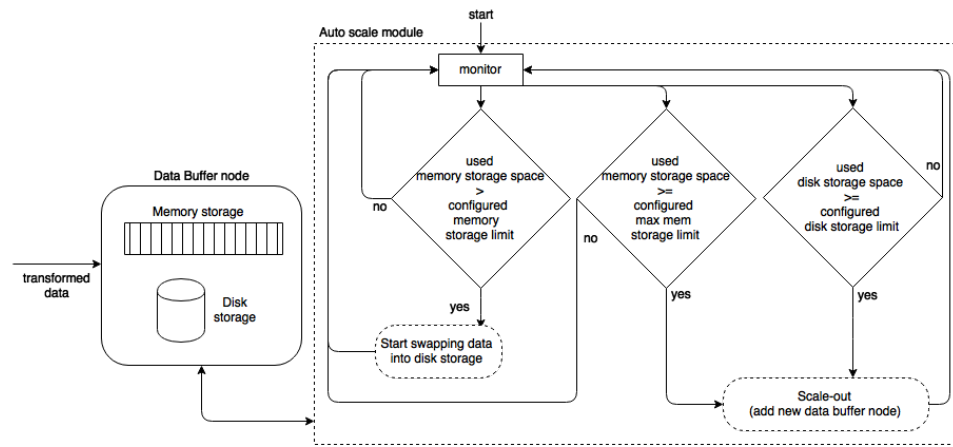 start
Auto scale module
monitor
used
memory storage space
>
configured
memory
storage limit
no
yes
Start swapping data
into disk storage
used
memory storage space
>=
configured
max mem
storage limit
no
yes
used
disk storage space
>=
configured
disk storage limit
no
yes
Scale-out
(add new data buffer node)
Data Buffer node
Memory storage
Disk
storage
transformed
data